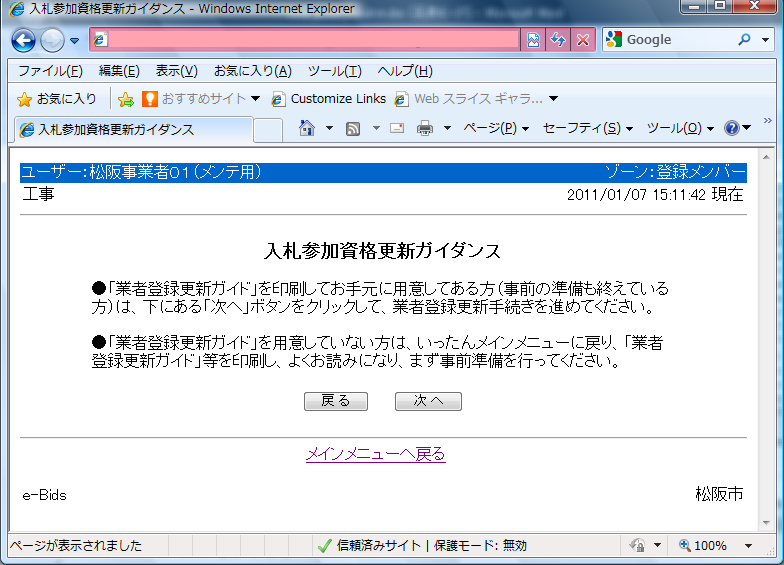 入札参加資格更新ガイダンス - Windows Internet Explorer
Google
ファイル(F) 編集(E) 表示(V) お気に入り(A) ツール(T) ヘルプ(H)
お気に入り おすすめサイト Customize Links Web スライス ギャラ...
入札参加資格更新ガイダンス ページ(P) セーフティ(S) ツール(O)
ユーザー：松阪事業者01（メンテ用） ゾーン：登録メンバー
工事 2011/01/07 15:11:42 現在
入札参加資格更新ガイダンス
●「業者登録更新ガイド」を印刷してお手元に用意してある方（事前の準備も終えている
方）は、下にある「次へ」ボタンをクリックして、業者登録更新手続きを進めてください。
●「業者登録更新ガイド」を用意していない方は、いったんメインメニューに戻り、「業者
登録更新ガイド」等を印刷し、よくお読みになり、まず事前準備を行ってください。
戻る 次へ
メインメニューへ戻る
e-Bids 松阪市
ページが表示されました 信頼済みサイト | 保護モード: 無効 100%